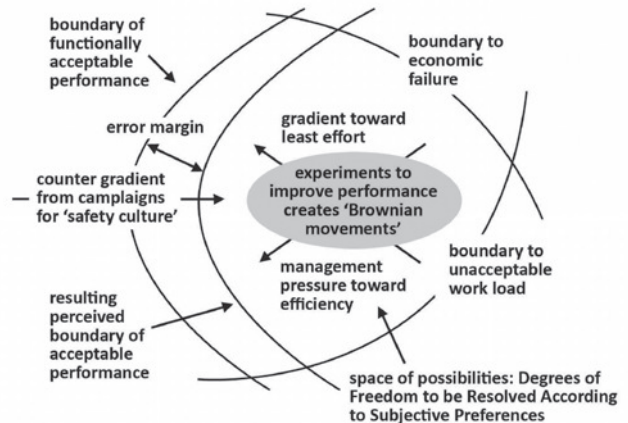 boundary of
functionally
acceptable
performance
boundary to
economic
failure
error margin
gradient toward
least effort
counter gradient
from campaigns
for 'safety culture'
experiments to
improve performance
creates 'Brownian
movements'
management
pressure toward
efficiency
boundary to
unacceptable
work load
resulting
perceived
boundary of
acceptable
performance
space of possibilities: Degrees of
Freedom to be Resolved According
to Subjective Preferences